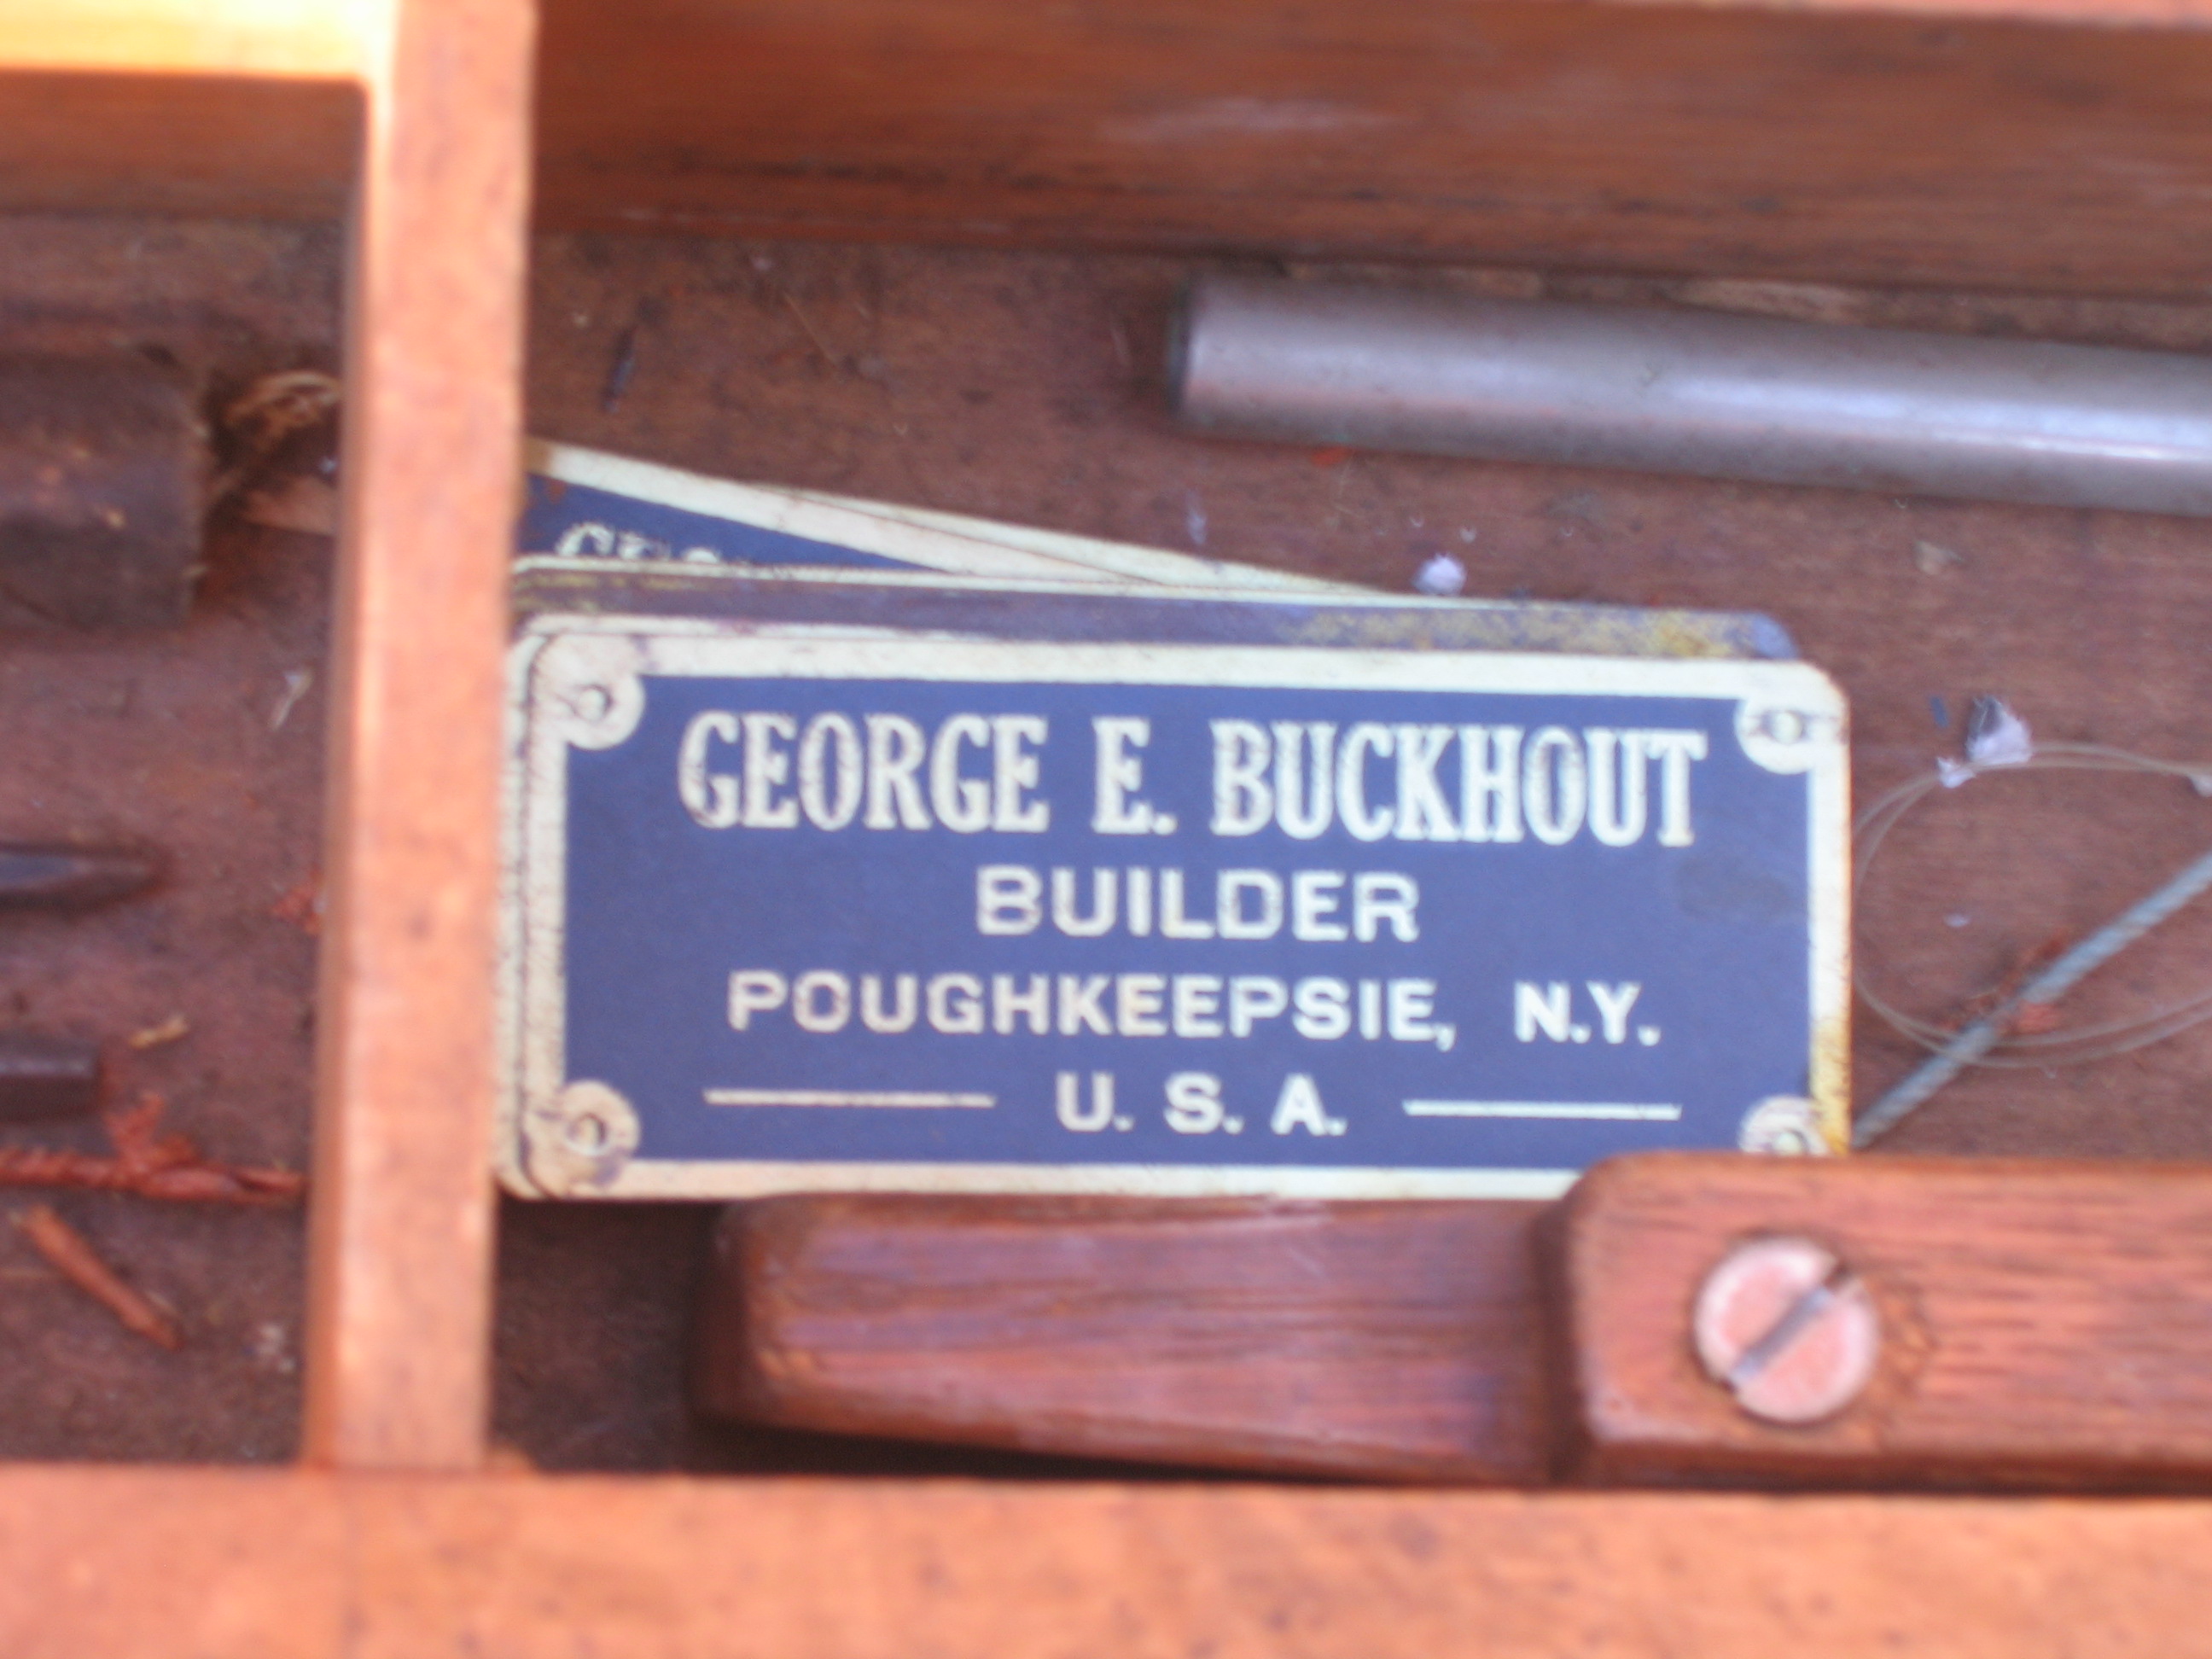 GEORGE E. BUCKHOUT
BUILDER
POUGHKEEPSIE, N.Y.
U. S. A.